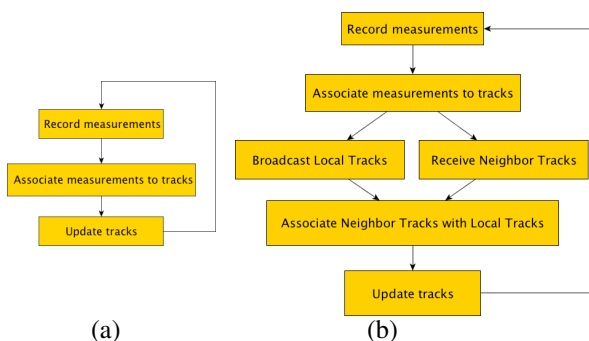 Record measurements
Associate measurements to tracks
Update tracks
(a)
Record measurements
Associate measurements to tracks
Broadcast Local Tracks
Receive Neighbor Tracks
Associate Neighbor Tracks with Local Tracks
Update tracks
(b)